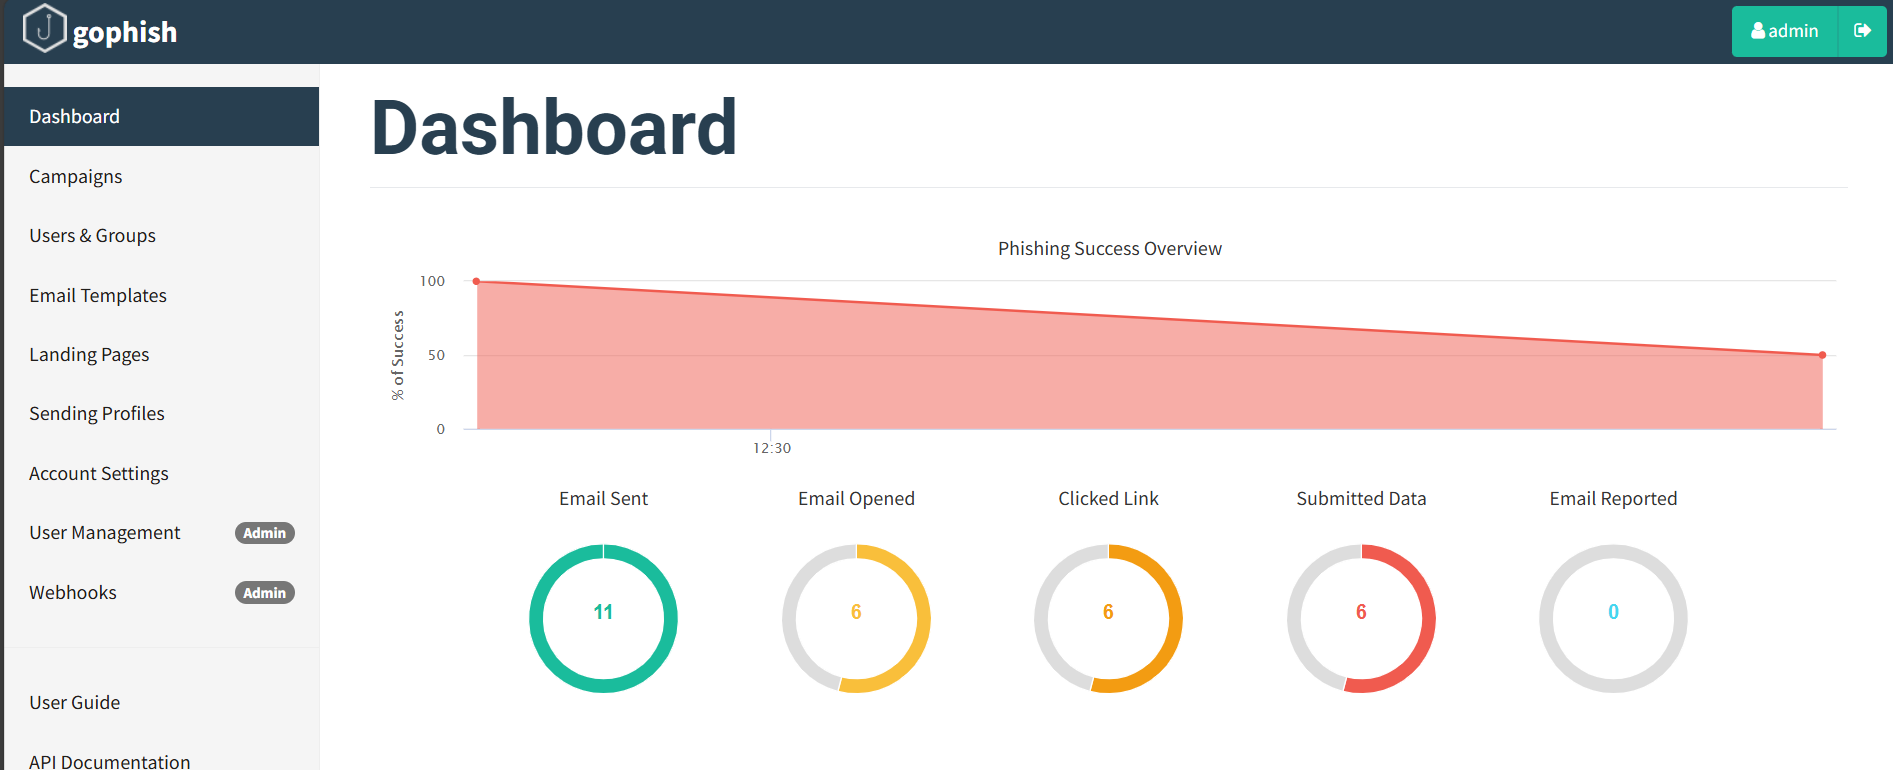 gophish
admin
Dashboard
Campaigns
Users & Groups
Email Templates
Landing Pages
Sending Profiles
Account Settings
User Management Admin
Webhooks Admin
User Guide
API Documentation
Dashboard
Phishing Success Overview
% of Success
100
50
0
12:30
Email Sent
11
Email Opened
6
Clicked Link
6
Submitted Data
6
Email Reported
0